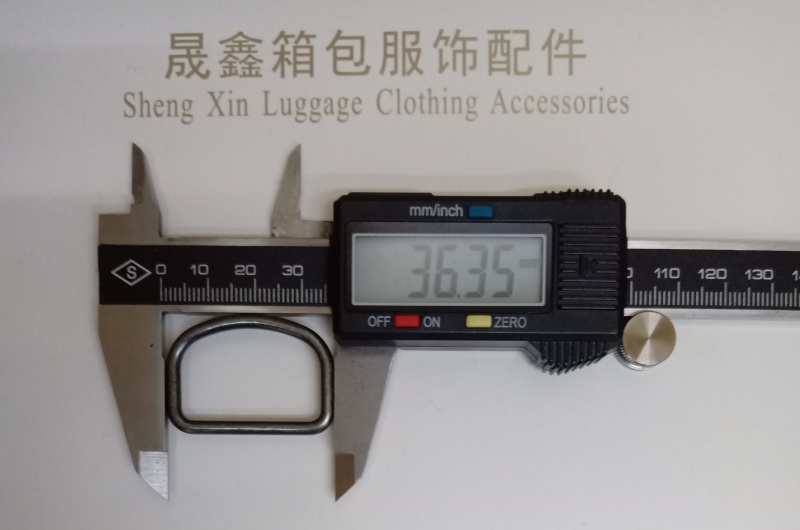 晟鑫箱包服饰配件
Sheng Xin Luggage Clothing Accessories
mm/inch
S 0 10 20 30
36.35 mm
110 120 130
OFF ON ZERO